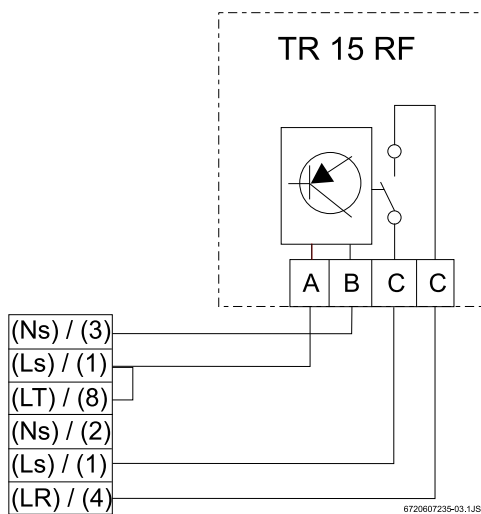 TR 15 RF
A B C C
(Ns) / (3)
(Ls) / (1)
(LT) / (8)
(Ns) / (2)
(Ls) / (1)
(LR) / (4)
6720607235-03.1JS